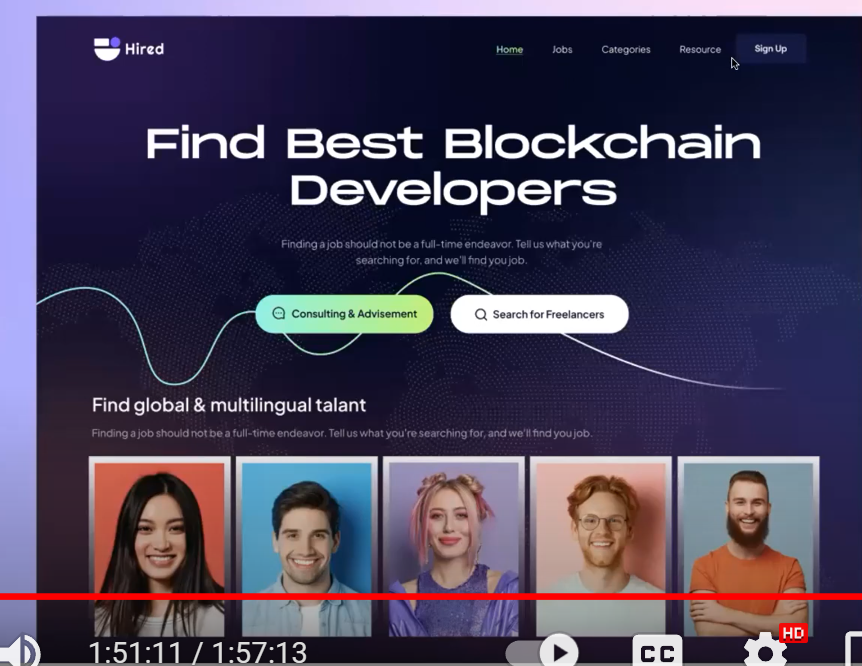 Hired
Home Jobs Categories Resource Sign Up
Find Best Blockchain
Developers
Finding a job should not be a full-time endeavor. Tell us what you're
searching for, and we'll find you job.
Consulting & Advisement Search for Freelancers
Find global & multilingual talant
Finding a job should not be a full-time endeavor. Tell us what you're searching for, and we'll find you job.
1:51:11 / 1:57:13 CC HD